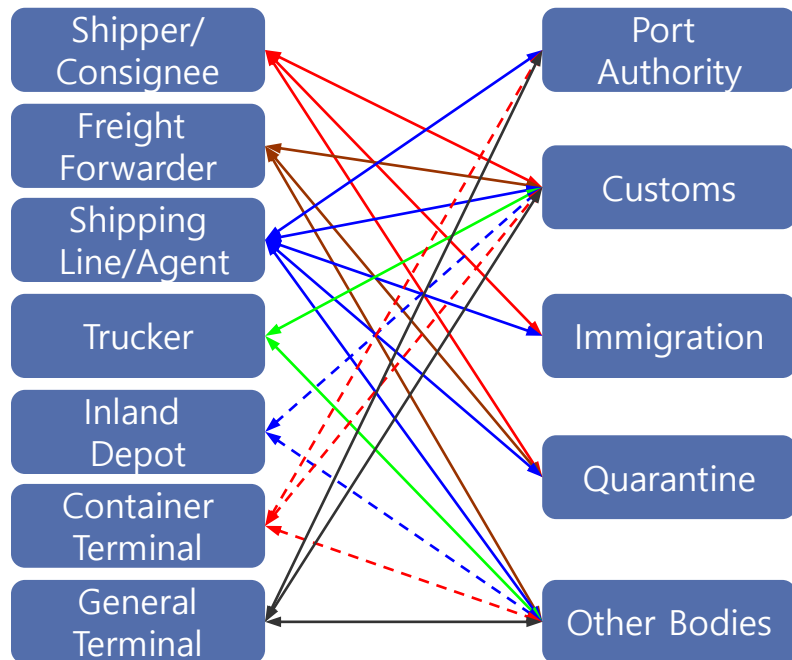 Shipper/
Consignee
Freight
Forwarder
Shipping
Line/Agent
Trucker
Inland
Depot
Container
Terminal
General
Terminal
Port
Authority
Customs
Immigration
Quarantine
Other Bodies